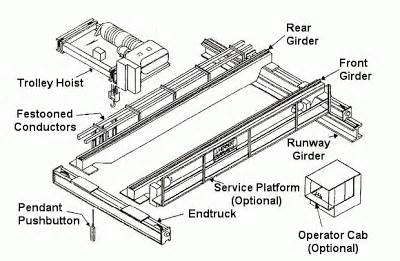 Rear
Girder
Front
Girder
Trolley Hoist
Festooned
Conductors
Runway
Girder
Service Platform
(Optional)
Pendant
Pushbutton
Endtruck
Operator Cab
(Optional)